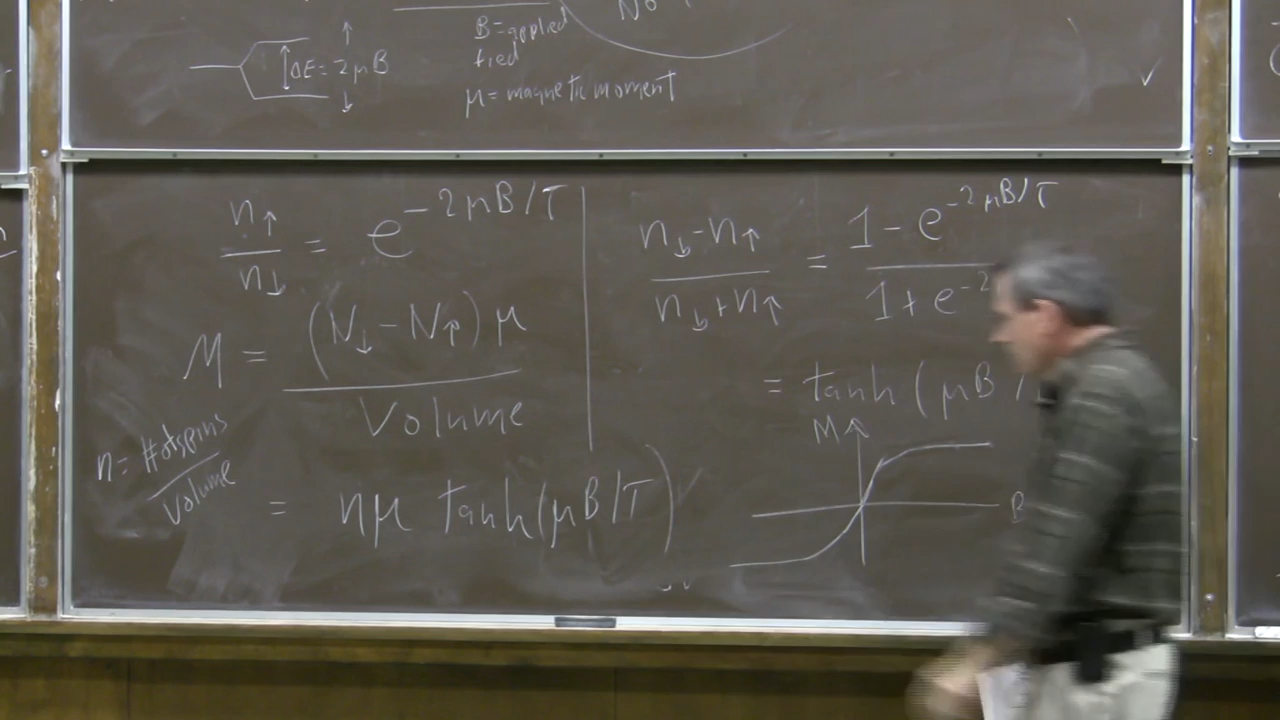 B = applied
field
ΔE = 2μB
μ = magnetic moment
n↑/n↓ = e^{-2μB/T}
M = (N↓ - N↑)μ / Volume
n = # of spins / Volume
= nμ tanh(μB/T)
(n↓ - n↑)/(n↓ + n↑) = (1 - e^{-2μB/T})/(1 + e^{-2
= tanh (μB /
M
B